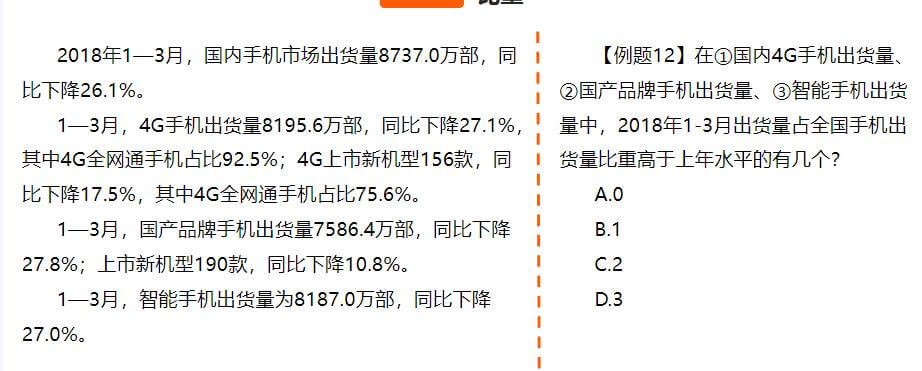 2018年1—3月，国内手机市场出货量8737.0万部，同
比下降26.1%。
1—3月，4G手机出货量8195.6万部，同比下降27.1%，
其中4G全网通手机占比92.5%；4G上市新机型156款，同
比下降17.5%，其中4G全网通手机占比75.6%。
1—3月，国产品牌手机出货量7586.4万部，同比下降
27.8%；上市新机型190款，同比下降10.8%。
1—3月，智能手机出货量为8187.0万部，同比下降
27.0%。
【例题12】在①国内4G手机出货量、
②国产品牌手机出货量、③智能手机出货
量中，2018年1-3月出货量占全国手机出
货量比重高于上年水平的有几个？
A.0
B.1
C.2
D.3